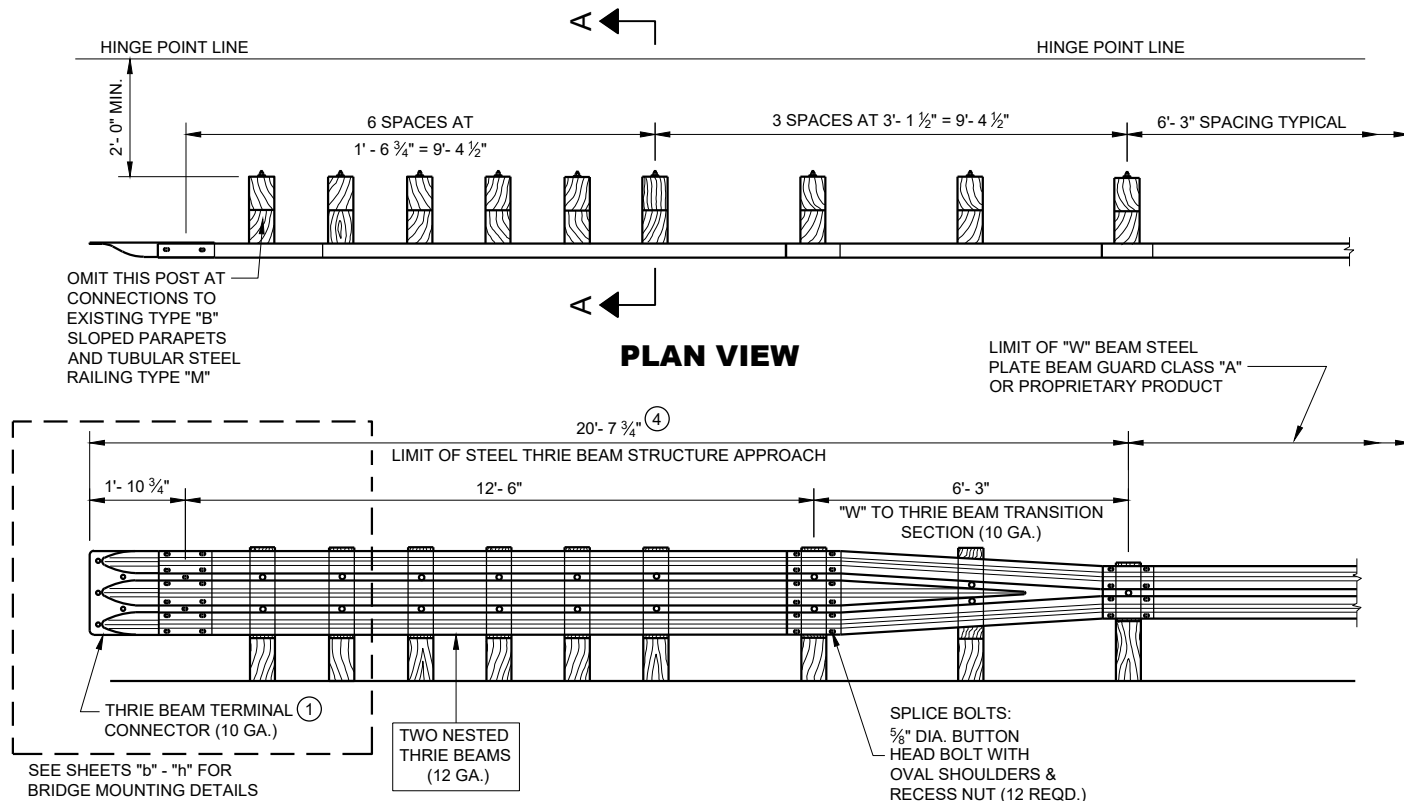 A
HINGE POINT LINE
HINGE POINT LINE
2'- 0" MIN.
6 SPACES AT
1' - 6 ¾" = 9'- 4 ½"
3 SPACES AT 3'- 1 ½" = 9'- 4 ½"
6'- 3" SPACING TYPICAL
OMIT THIS POST AT
CONNECTIONS TO
EXISTING TYPE "B"
SLOPED PARAPETS
AND TUBULAR STEEL
RAILING TYPE "M"
A
PLAN VIEW
LIMIT OF "W" BEAM STEEL
PLATE BEAM GUARD CLASS "A"
OR PROPRIETARY PRODUCT
20'- 7 ¾" 4
LIMIT OF STEEL THRIE BEAM STRUCTURE APPROACH
1'- 10 ¾"
12'- 6"
6'- 3"
"W" TO THRIE BEAM TRANSITION
SECTION (10 GA.)
THRIE BEAM TERMINAL 1
CONNECTOR (10 GA.)
SEE SHEETS "b" - "h" FOR
BRIDGE MOUNTING DETAILS
TWO NESTED
THRIE BEAMS
(12 GA.)
SPLICE BOLTS:
⅝" DIA. BUTTON
HEAD BOLT WITH
OVAL SHOULDERS &
RECESS NUT (12 REQD.)